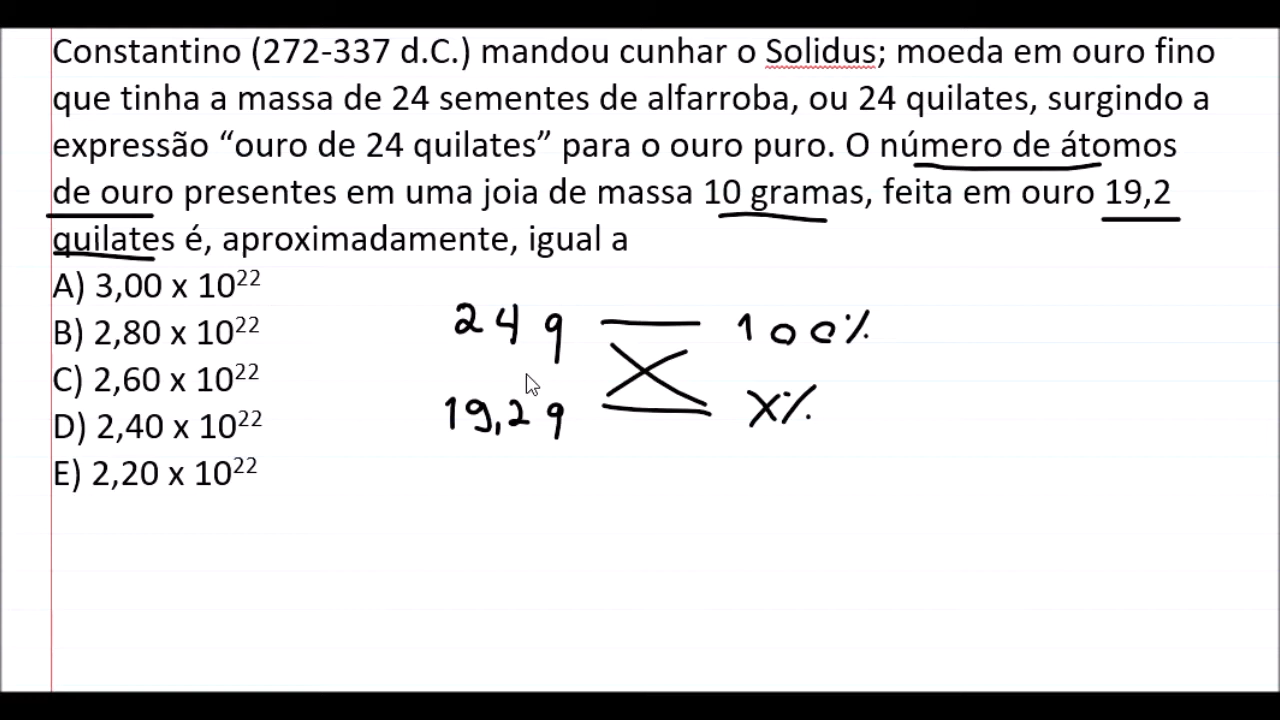 Constantino (272-337 d.C.) mandou cunhar o Solidus; moeda em ouro fino
que tinha a massa de 24 sementes de alfarroba, ou 24 quilates, surgindo a
expressão “ouro de 24 quilates” para o ouro puro. O número de átomos
de ouro presentes em uma joia de massa 10 gramas, feita em ouro 19,2
quilates é, aproximadamente, igual a
A) 3,00 x 10²²
B) 2,80 x 10²²
C) 2,60 x 10²²
D) 2,40 x 10²²
E) 2,20 x 10²²
24 q 100%
19,2 q X%